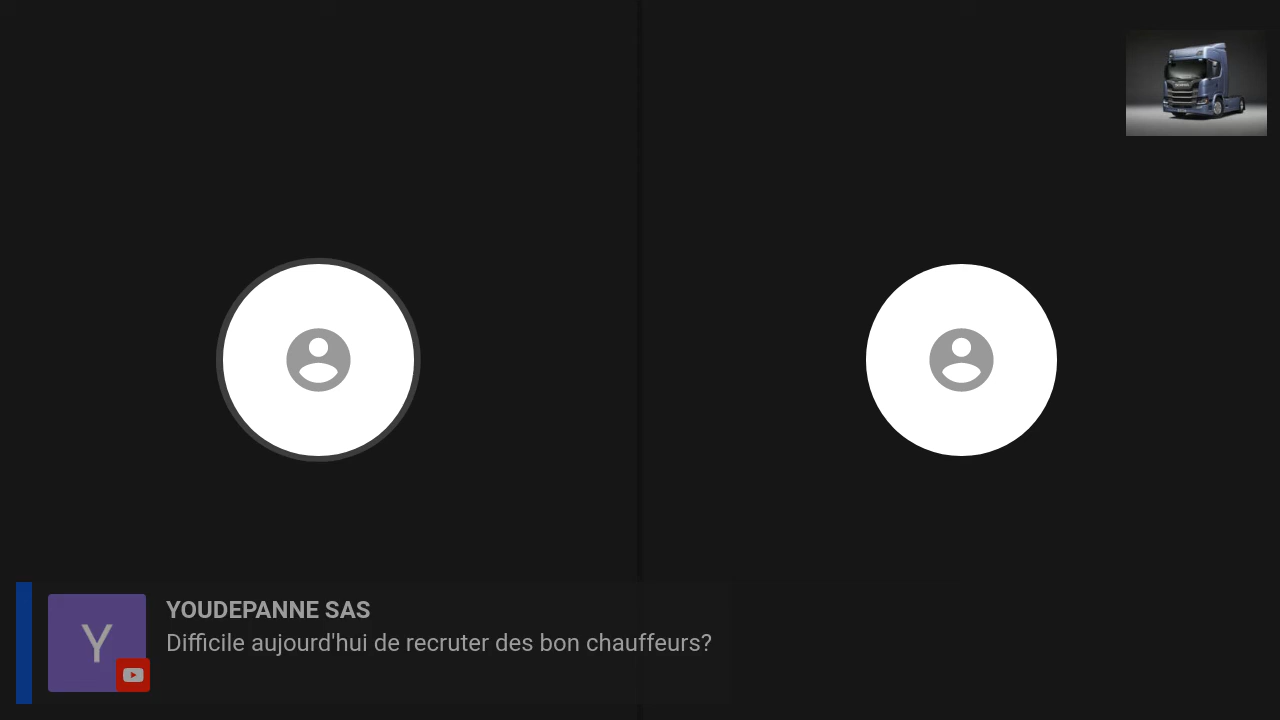 YOUDEPANNE SAS
Difficile aujourd'hui de recruter des bon chauffeurs?
Y